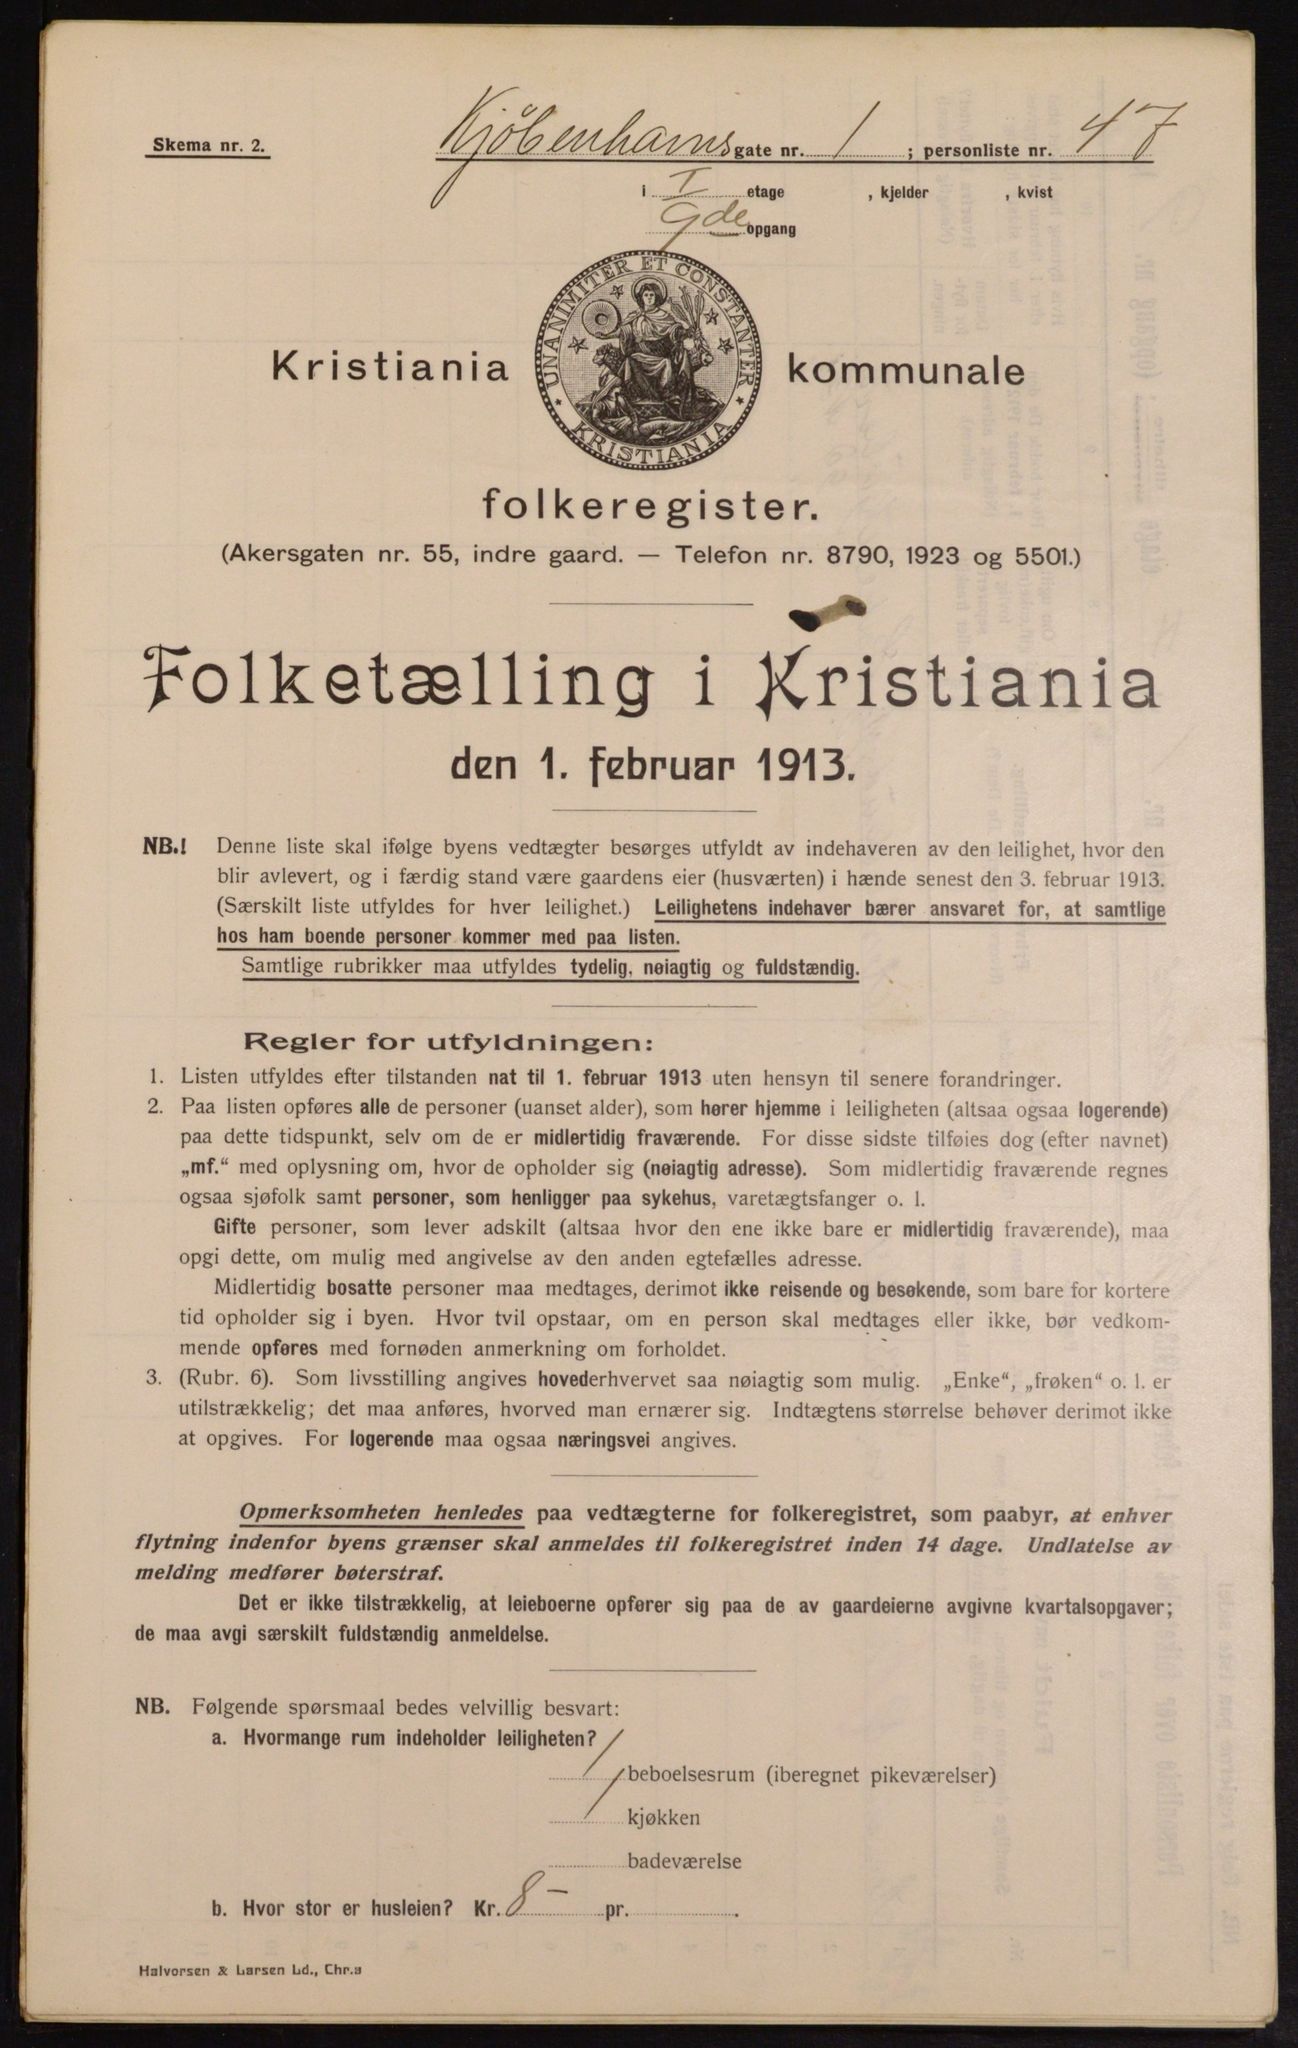 Skema nr. 2.
Kjöbenhavnsgate nr. 1 ; personliste nr. 47
i I etage , kjelder , kvist
9de opgang
UNANIMITER ET CONSTANTER
KRISTIANIA
Kristiania kommunale
folkeregister.
(Akersgaten nr. 55, indre gaard. — Telefon nr. 8790, 1923 og 5501.)
Folketælling i Kristiania
den 1. februar 1913.
NB.! Denne liste skal ifølge byens vedtægter besørges utfyldt av indehaveren av den leilighet, hvor den
blir avlevert, og i færdig stand være gaardens eier (husværten) i hænde senest den 3. februar 1913.
(Særskilt liste utfyldes for hver leilighet.) Leilighetens indehaver bærer ansvaret for, at samtlige
hos ham boende personer kommer med paa listen.
Samtlige rubrikker maa utfyldes tydelig, nøiagtig og fuldstændig.
Regler for utfyldningen:
1. Listen utfyldes efter tilstanden nat til 1. februar 1913 uten hensyn til senere forandringer.
2. Paa listen opføres alle de personer (uanset alder), som hører hjemme i leiligheten (altsaa ogsaa logerende)
paa dette tidspunkt, selv om de er midlertidig fraværende. For disse sidste tilføies dog (efter navnet)
„mf.“ med oplysning om, hvor de opholder sig (nøiagtig adresse). Som midlertidig fraværende regnes
ogsaa sjøfolk samt personer, som henligger paa sykehus, varetægtsfanger o. l.
Gifte personer, som lever adskilt (altsaa hvor den ene ikke bare er midlertidig fraværende), maa
opgi dette, om mulig med angivelse av den anden egtefælles adresse.
Midlertidig bosatte personer maa medtages, derimot ikke reisende og besøkende, som bare for kortere
tid opholder sig i byen. Hvor tvil opstaar, om en person skal medtages eller ikke, bør vedkom-
mende opføres med fornøden anmerkning om forholdet.
3. (Rubr. 6). Som livsstilling angives hovederhvervet saa nøiagtig som mulig. „Enke“, „frøken“ o. l. er
utilstrækkelig; det maa anføres, hvorved man ernærer sig. Indtægtens størrelse behøver derimot ikke
at opgives. For logerende maa ogsaa næringsvei angives.
Opmerksomheten henledes paa vedtægterne for folkeregistret, som paabyr, at enhver
flytning indenfor byens grænser skal anmeldes til folkeregistret inden 14 dage. Undlatelse av
melding medfører bøterstraf.
Det er ikke tilstrækkelig, at leieboerne opfører sig paa de av gaardeierne avgivne kvartalsopgaver;
de maa avgi særskilt fuldstændig anmeldelse.
NB. Følgende spørsmaal bedes velvillig besvart:
a. Hvormange rum indeholder leiligheten?
1 beboelsesrum (iberegnet pikeværelser)
1 kjøkken
badeværelse
b. Hvor stor er husleien? Kr. 8– pr. .
Halvorsen & Larsen Ld., Chr.a